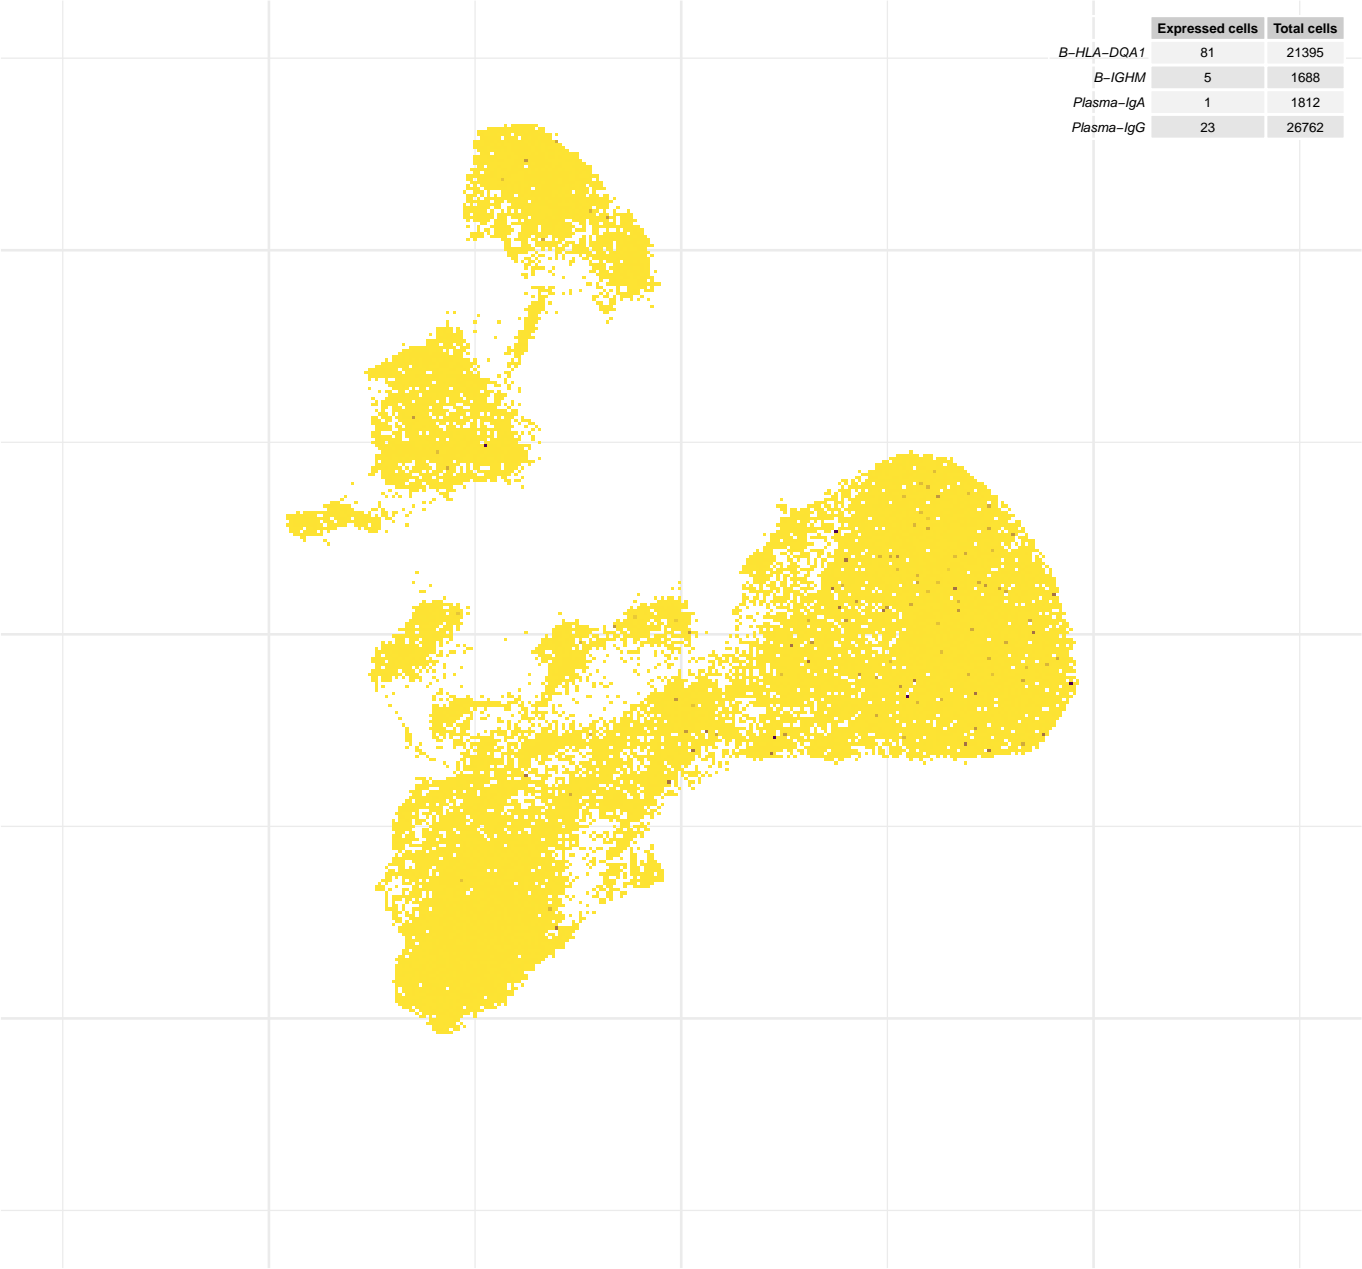 Expressed cells Total cells
B−HLA−DQA1 81 21395
B−IGHM 5 1688
Plasma−IgA 1 1812
Plasma−IgG 23 26762